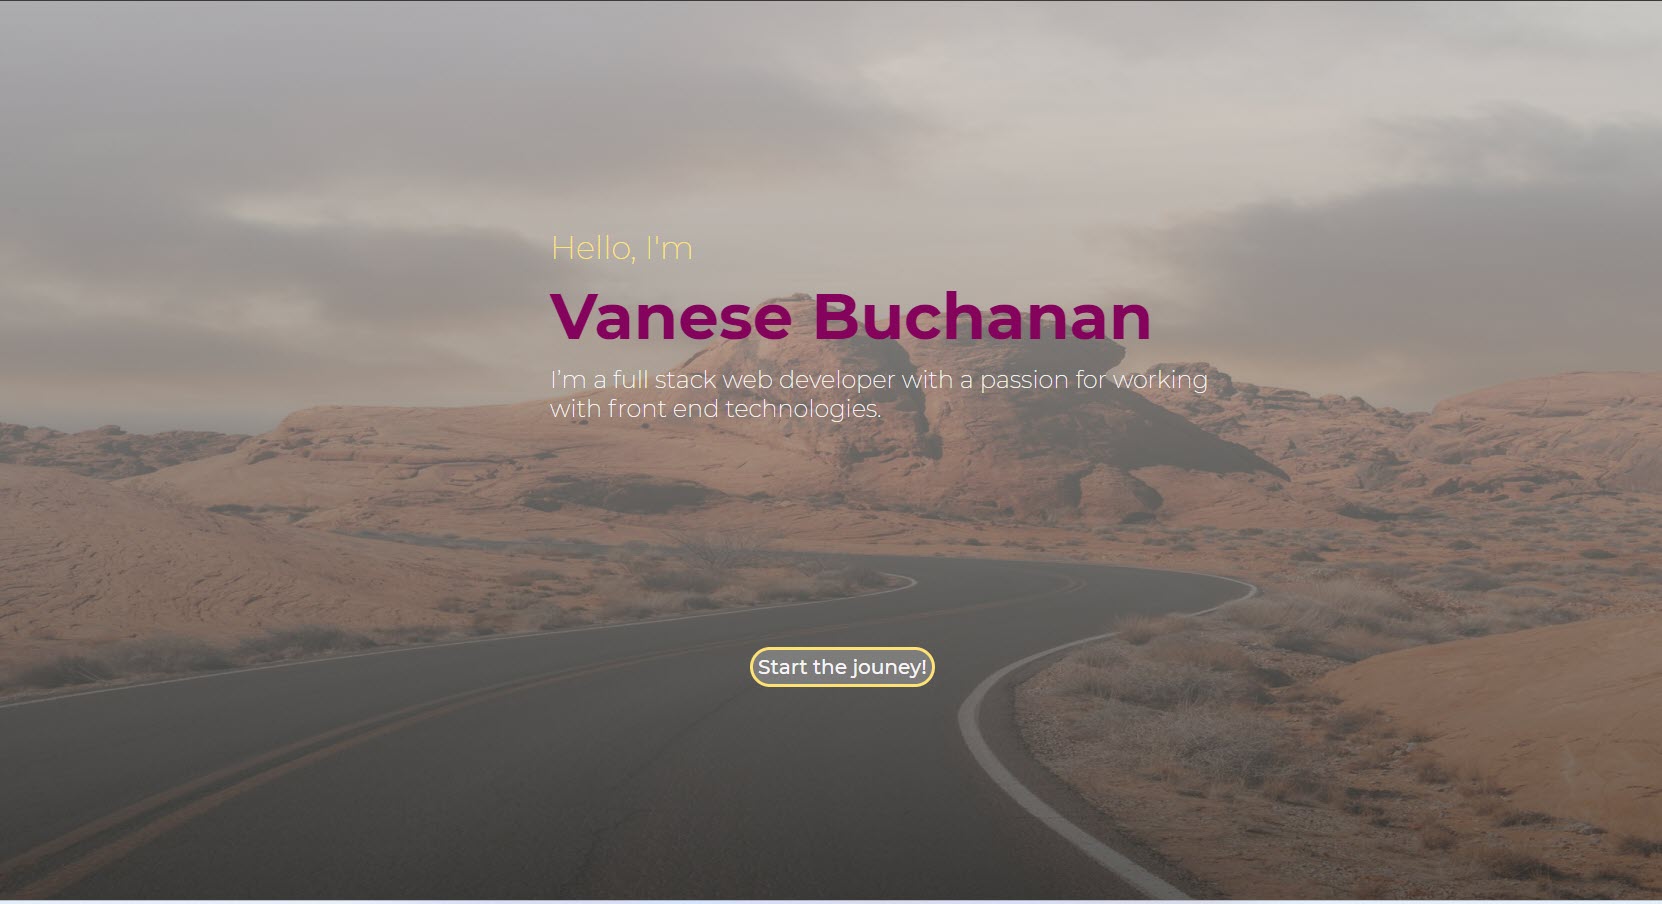 Hello, I'm
Vanese Buchanan
I'm a full stack web developer with a passion for working
with front end technologies.
Start the jouney!